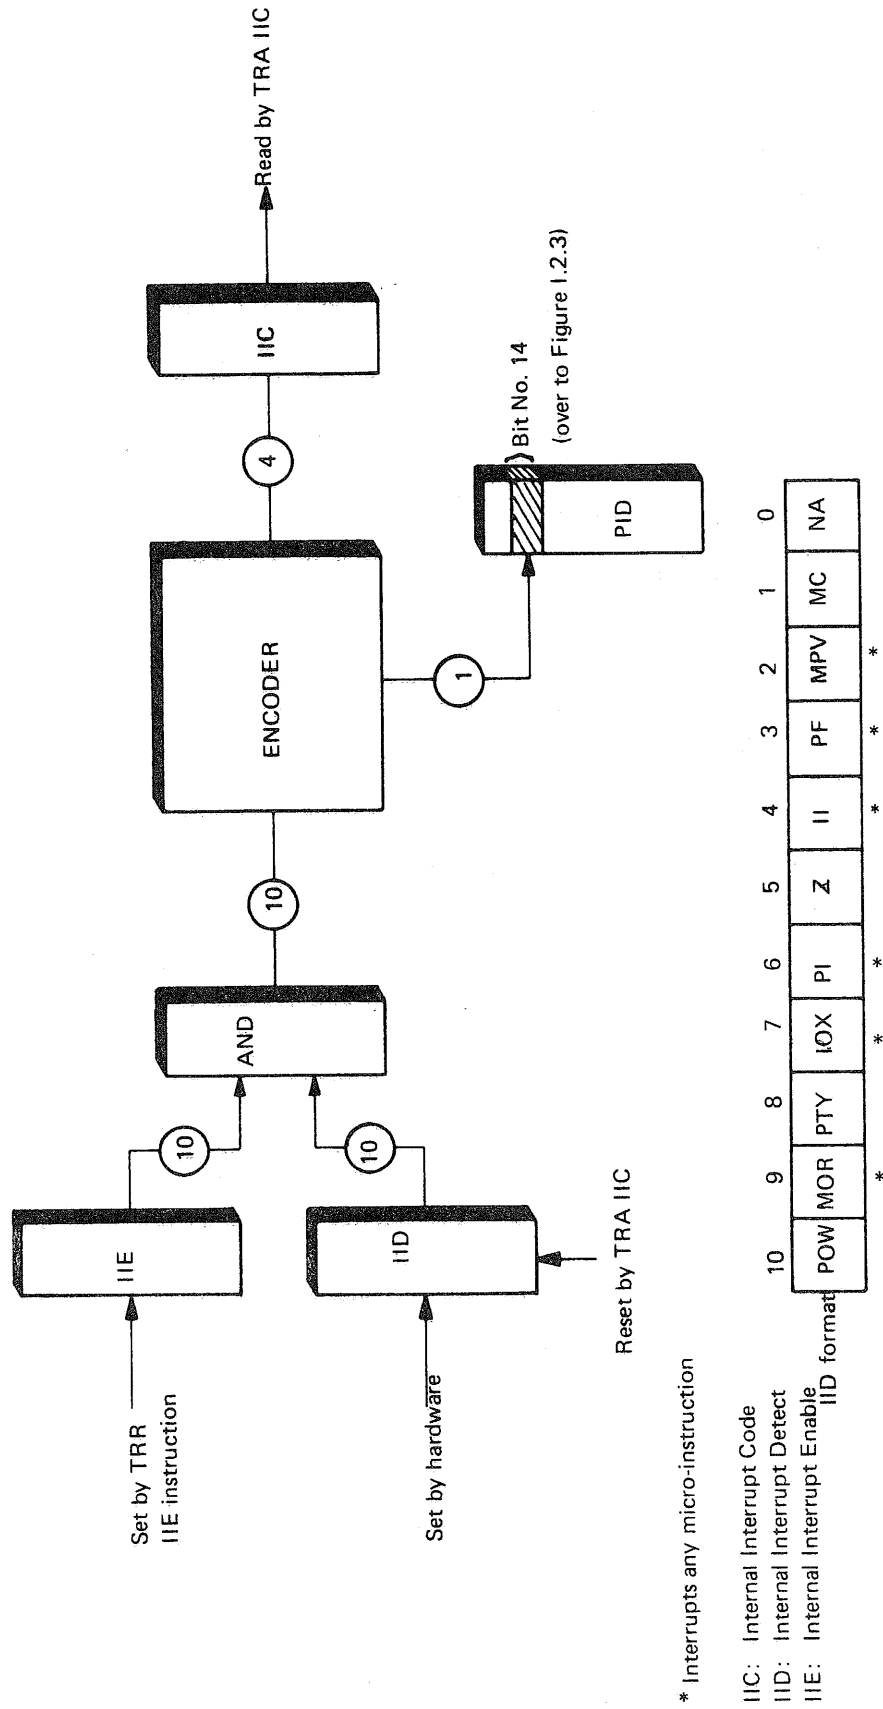 Set by TRR
IIE instruction
IIE
10
Set by hardware
IID
10
Reset by TRA IIC
AND
10
ENCODER
4
IIC
Read by TRA IIC
1
PID
Bit No. 14
(over to Figure I.2.3)
* Interrupts any micro-instruction
IIC: Internal Interrupt Code
IID: Internal Interrupt Detect
IIE: Internal Interrupt Enable
IID format
10 9 8 7 6 5 4 3 2 1 0
POW MOR PTY IOX PI Z II PF MPV MC NA
* * * * * *